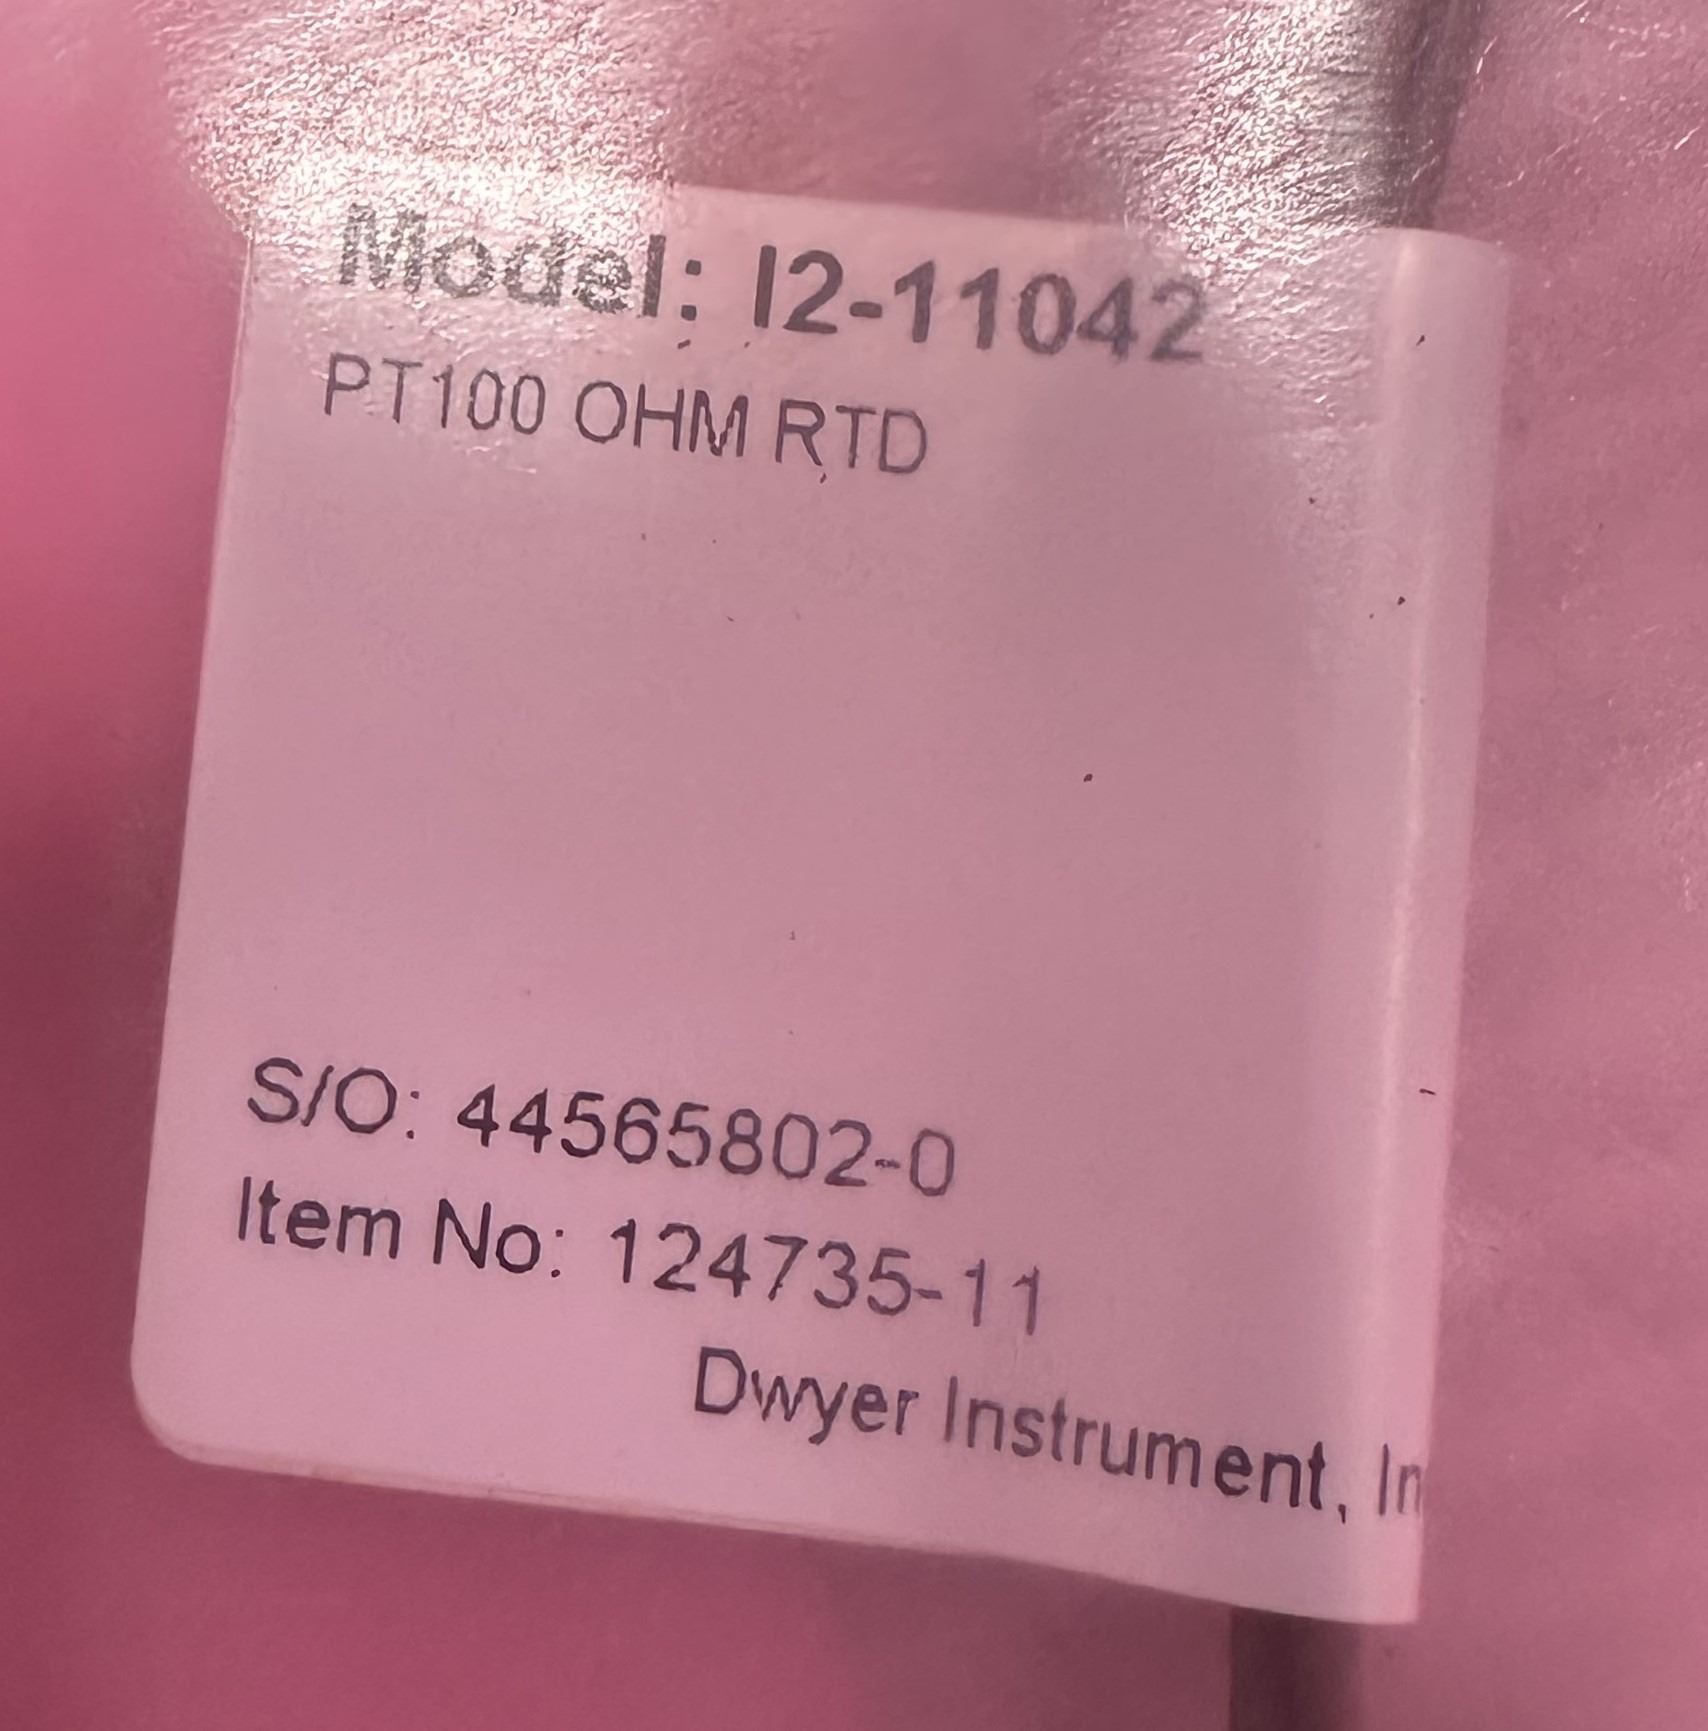 Model: I2-11042
PT100 OHM RTD
S/O: 44565802-0
Item No: 124735-11
Dwyer Instrument, In